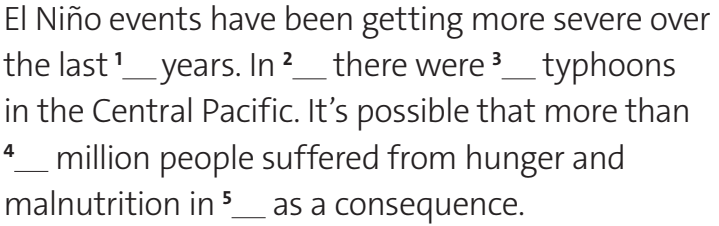 El Niño events have been getting more severe over
the last ¹__ years. In ²__ there were ³__ typhoons
in the Central Pacific. It’s possible that more than
⁴__ million people suffered from hunger and
malnutrition in ⁵__ as a consequence.